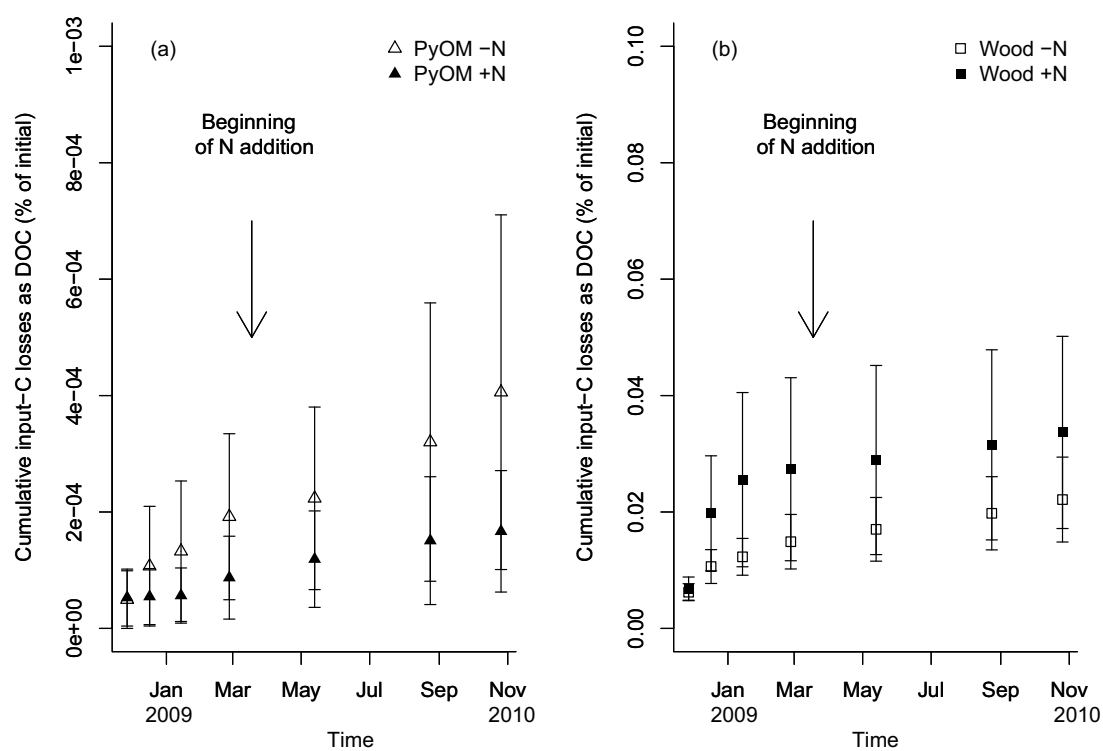 (a)
PyOM −N
PyOM +N
Beginning
of N addition
Cumulative input−C losses as DOC (% of initial)
1e−03
8e−04
6e−04
4e−04
2e−04
0e+00
Jan Mar May Jul Sep Nov
2009 2010
Time
(b)
Wood −N
Wood +N
Beginning
of N addition
Cumulative input−C losses as DOC (% of initial)
0.10
0.08
0.06
0.04
0.02
0.00
Jan Mar May Jul Sep Nov
2009 2010
Time